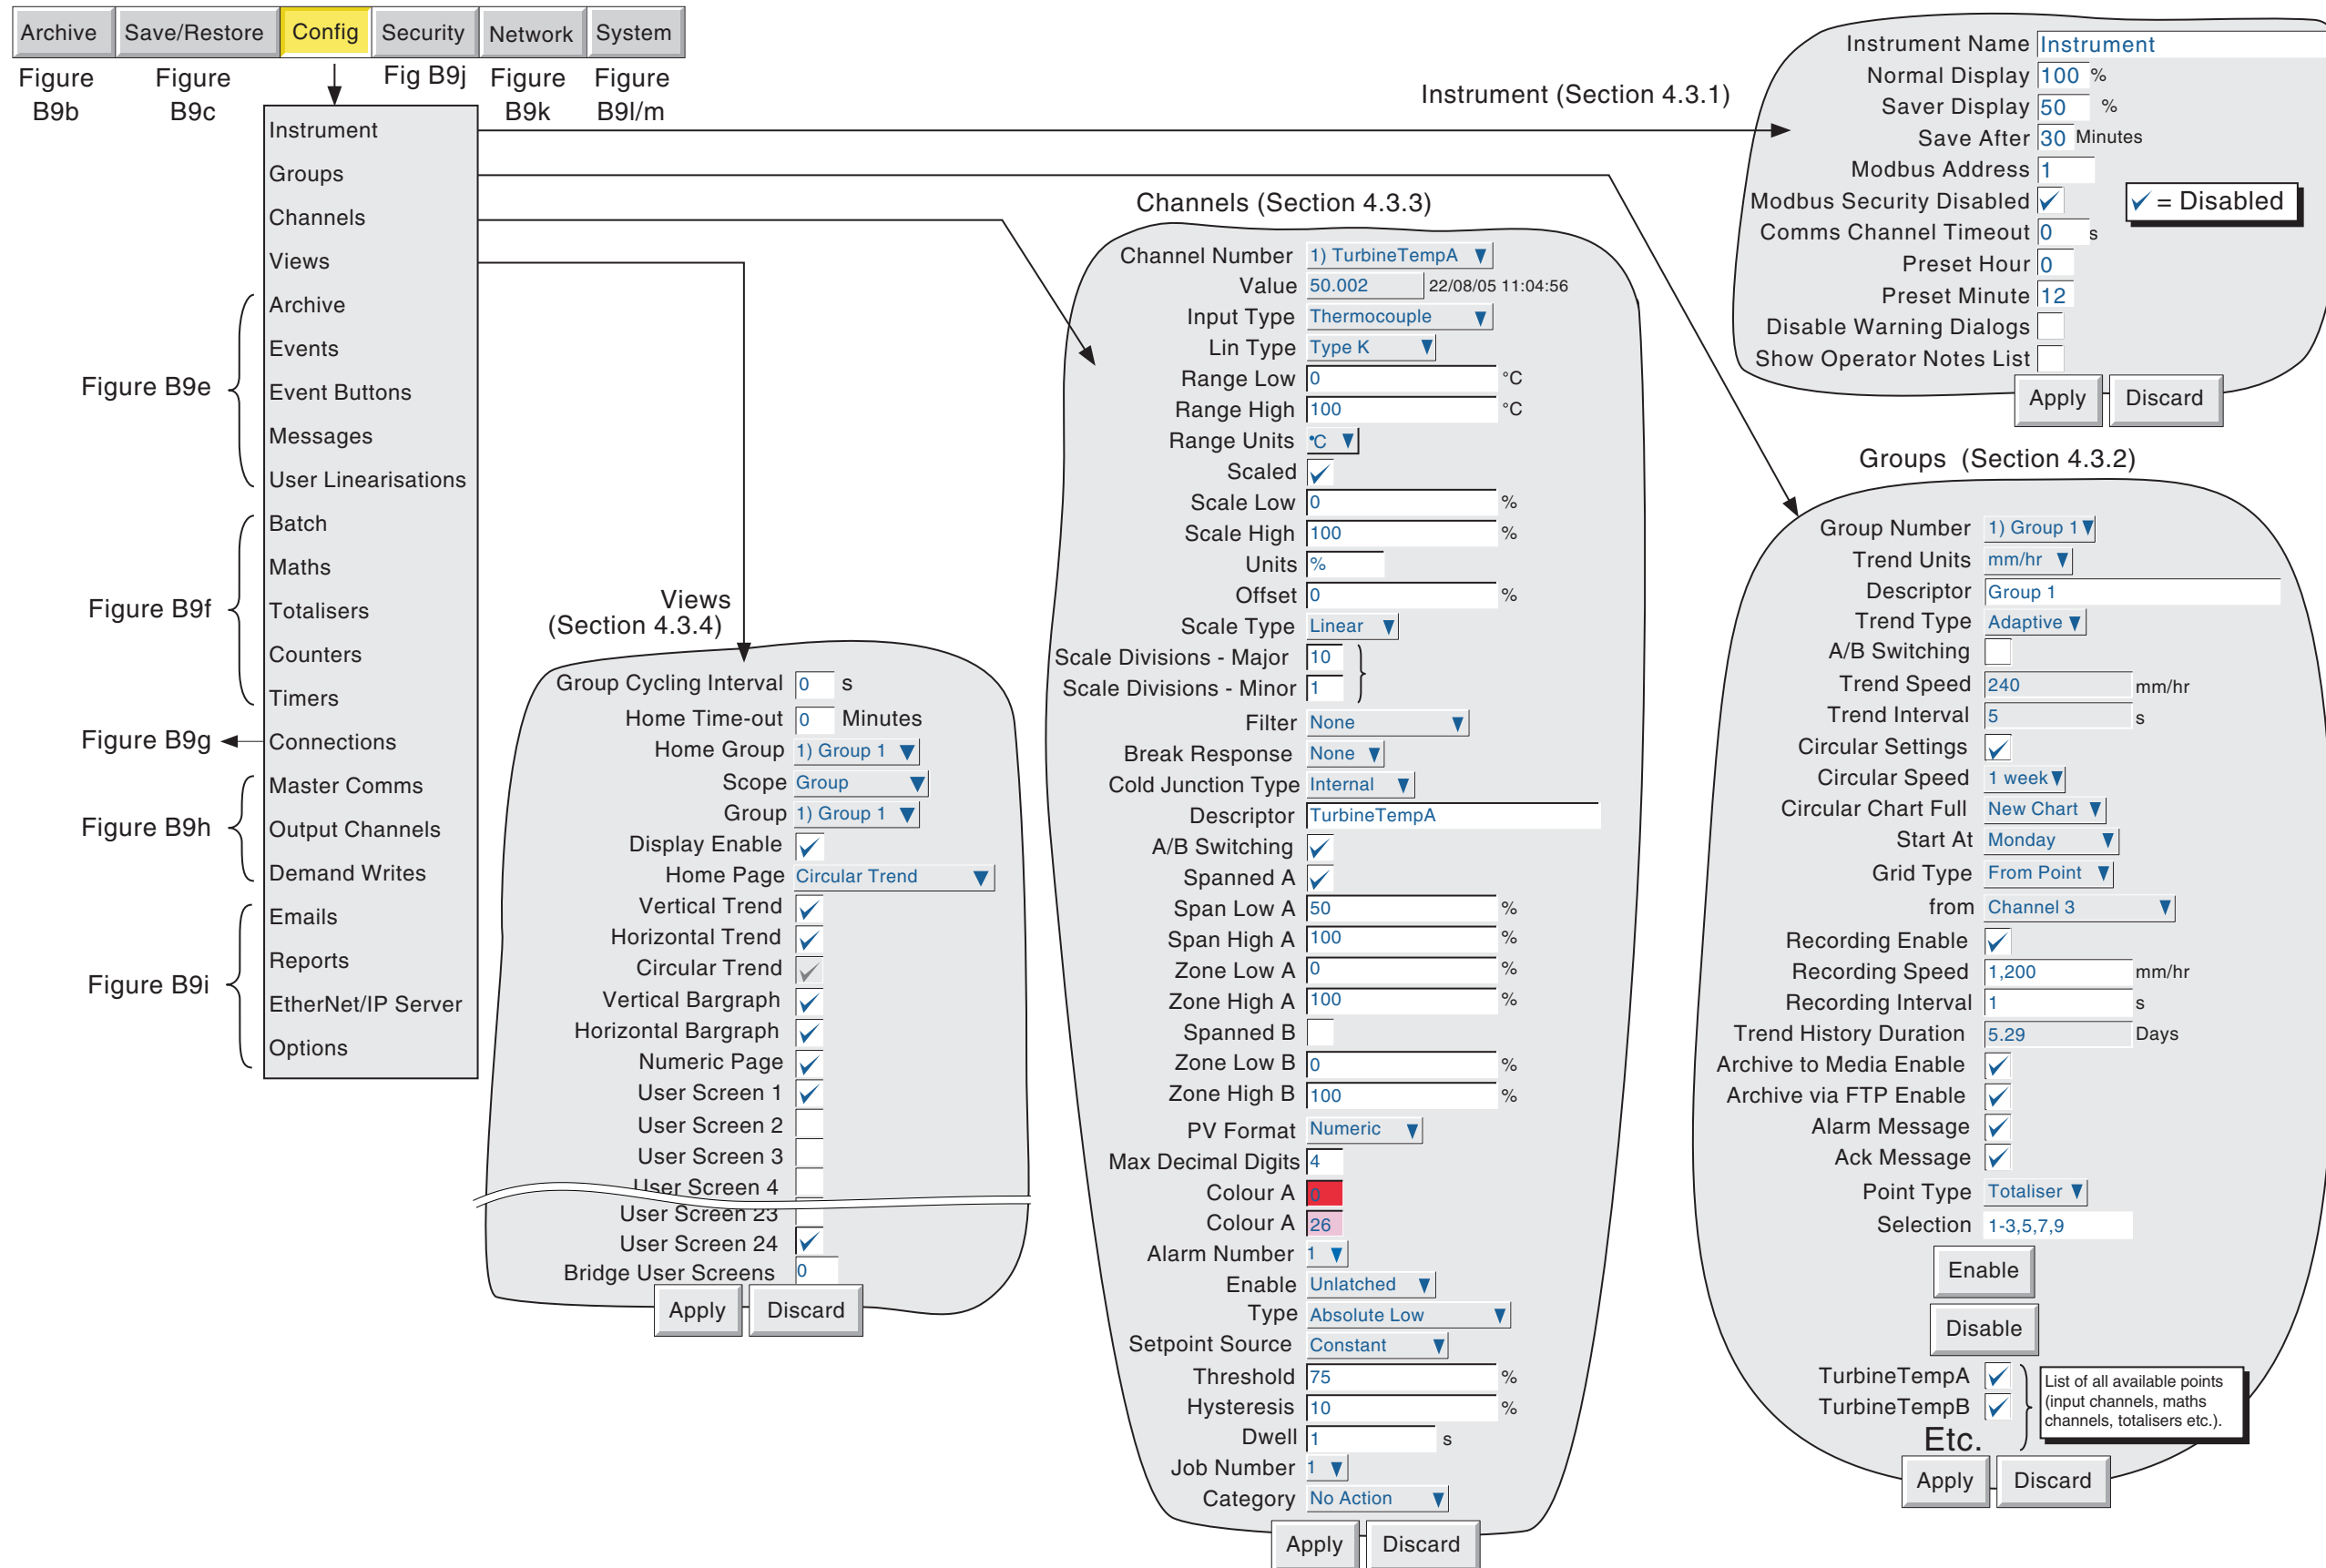 Archive Save/Restore Config Security Network System
Figure B9b
Figure B9c
Fig B9j
Figure B9k
Figure B9l/m
Instrument
Groups
Channels
Views
Archive
Events
Event Buttons
Messages
User Linearisations
Batch
Maths
Totalisers
Counters
Timers
Connections
Master Comms
Output Channels
Demand Writes
Emails
Reports
EtherNet/IP Server
Options
Figure B9e
Figure B9f
Figure B9g
Figure B9h
Figure B9i
Views
(Section 4.3.4)
Group Cycling Interval 0 s
Home Time-out 0 Minutes
Home Group 1) Group 1
Scope Group
Group 1) Group 1
Display Enable
Home Page Circular Trend
Vertical Trend
Horizontal Trend
Circular Trend
Vertical Bargraph
Horizontal Bargraph
Numeric Page
User Screen 1
User Screen 2
User Screen 3
User Screen 4
User Screen 23
User Screen 24
Bridge User Screens 0
Apply Discard
Channels (Section 4.3.3)
Channel Number 1) TurbineTempA
Value 50.002 22/08/05 11:04:56
Input Type Thermocouple
Lin Type Type K
Range Low 0 °C
Range High 100 °C
Range Units °C
Scaled
Scale Low 0 %
Scale High 100 %
Units %
Offset 0 %
Scale Type Linear
Scale Divisions - Major 10
Scale Divisions - Minor 1
Filter None
Break Response None
Cold Junction Type Internal
Descriptor TurbineTempA
A/B Switching
Spanned A
Span Low A 50 %
Span High A 100 %
Zone Low A 0 %
Zone High A 100 %
Spanned B
Zone Low B 0 %
Zone High B 100 %
PV Format Numeric
Max Decimal Digits 4
Colour A 0
Colour A 26
Alarm Number 1
Enable Unlatched
Type Absolute Low
Setpoint Source Constant
Threshold 75 %
Hysteresis 10 %
Dwell 1 s
Job Number 1
Category No Action
Apply Discard
Instrument (Section 4.3.1)
Instrument Name Instrument
Normal Display 100 %
Saver Display 50 %
Save After 30 Minutes
Modbus Address 1
Modbus Security Disabled
✓ = Disabled
Comms Channel Timeout 0 s
Preset Hour 0
Preset Minute 12
Disable Warning Dialogs
Show Operator Notes List
Apply Discard
Groups (Section 4.3.2)
Group Number 1) Group 1
Trend Units mm/hr
Descriptor Group 1
Trend Type Adaptive
A/B Switching
Trend Speed 240 mm/hr
Trend Interval 5 s
Circular Settings
Circular Speed 1 week
Circular Chart Full New Chart
Start At Monday
Grid Type From Point
from Channel 3
Recording Enable
Recording Speed 1,200 mm/hr
Recording Interval 1 s
Trend History Duration 5.29 Days
Archive to Media Enable
Archive via FTP Enable
Alarm Message
Ack Message
Point Type Totaliser
Selection 1-3,5,7,9
Enable
Disable
TurbineTempA
TurbineTempB
Etc.
List of all available points
(input channels, maths
channels, totalisers etc.).
Apply Discard